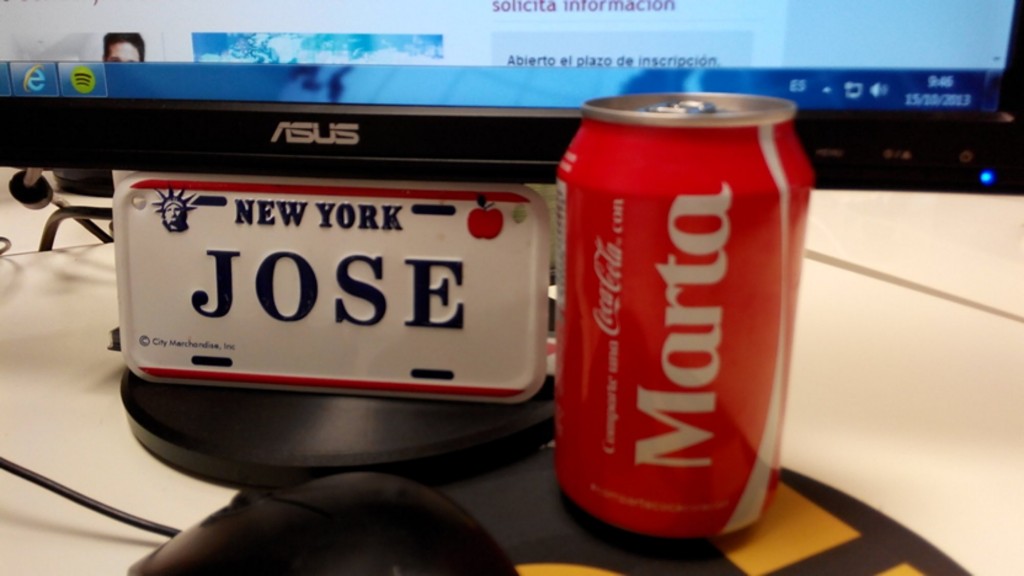 solicita información
Abierto el plazo de inscripción.
ES
9:46
15/10/2013
ASUS
NEW YORK
JOSE
© City Merchandise, Inc
Comparte una Coca-Cola con
Marta